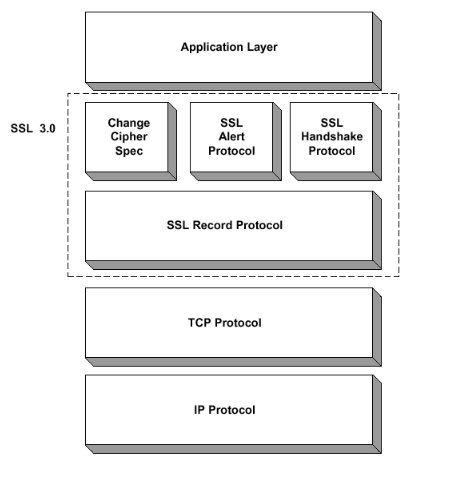 Application Layer
SSL 3.0
Change
Cipher
Spec
SSL
Alert
Protocol
SSL
Handshake
Protocol
SSL Record Protocol
TCP Protocol
IP Protocol